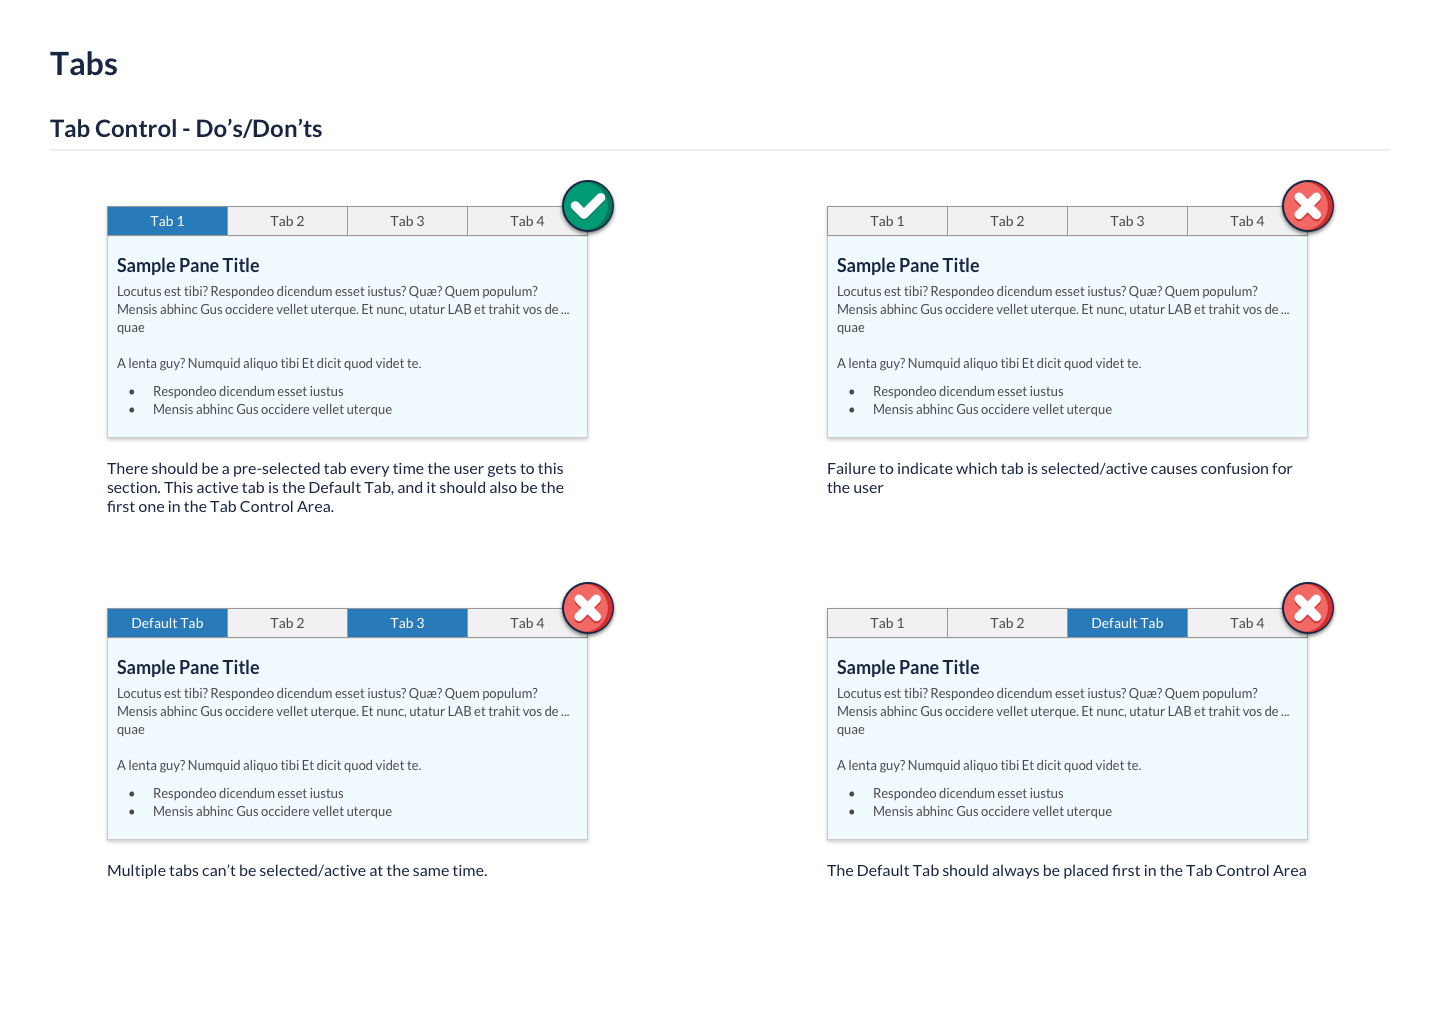 Tabs
Tab Control - Do’s/Don’ts
Tab 1 Tab 2 Tab 3 Tab 4
Sample Pane Title
Locutus est tibi? Respondeo dicendum esset iustus? Quæ? Quem populum?
Mensis abhinc Gus occidere vellet uterque. Et nunc, utatur LAB et trahit vos de ...
quae
A lenta guy? Numquid aliquo tibi Et dicit quod videt te.
• Respondeo dicendum esset iustus
• Mensis abhinc Gus occidere vellet uterque
There should be a pre-selected tab every time the user gets to this
section. This active tab is the Default Tab, and it should also be the
first one in the Tab Control Area.
Tab 1 Tab 2 Tab 3 Tab 4
Sample Pane Title
Locutus est tibi? Respondeo dicendum esset iustus? Quæ? Quem populum?
Mensis abhinc Gus occidere vellet uterque. Et nunc, utatur LAB et trahit vos de ...
quae
A lenta guy? Numquid aliquo tibi Et dicit quod videt te.
• Respondeo dicendum esset iustus
• Mensis abhinc Gus occidere vellet uterque
Failure to indicate which tab is selected/active causes confusion for
the user
Default Tab Tab 2 Tab 3 Tab 4
Sample Pane Title
Locutus est tibi? Respondeo dicendum esset iustus? Quæ? Quem populum?
Mensis abhinc Gus occidere vellet uterque. Et nunc, utatur LAB et trahit vos de ...
quae
A lenta guy? Numquid aliquo tibi Et dicit quod videt te.
• Respondeo dicendum esset iustus
• Mensis abhinc Gus occidere vellet uterque
Multiple tabs can’t be selected/active at the same time.
Tab 1 Tab 2 Default Tab Tab 4
Sample Pane Title
Locutus est tibi? Respondeo dicendum esset iustus? Quæ? Quem populum?
Mensis abhinc Gus occidere vellet uterque. Et nunc, utatur LAB et trahit vos de ...
quae
A lenta guy? Numquid aliquo tibi Et dicit quod videt te.
• Respondeo dicendum esset iustus
• Mensis abhinc Gus occidere vellet uterque
The Default Tab should always be placed first in the Tab Control Area